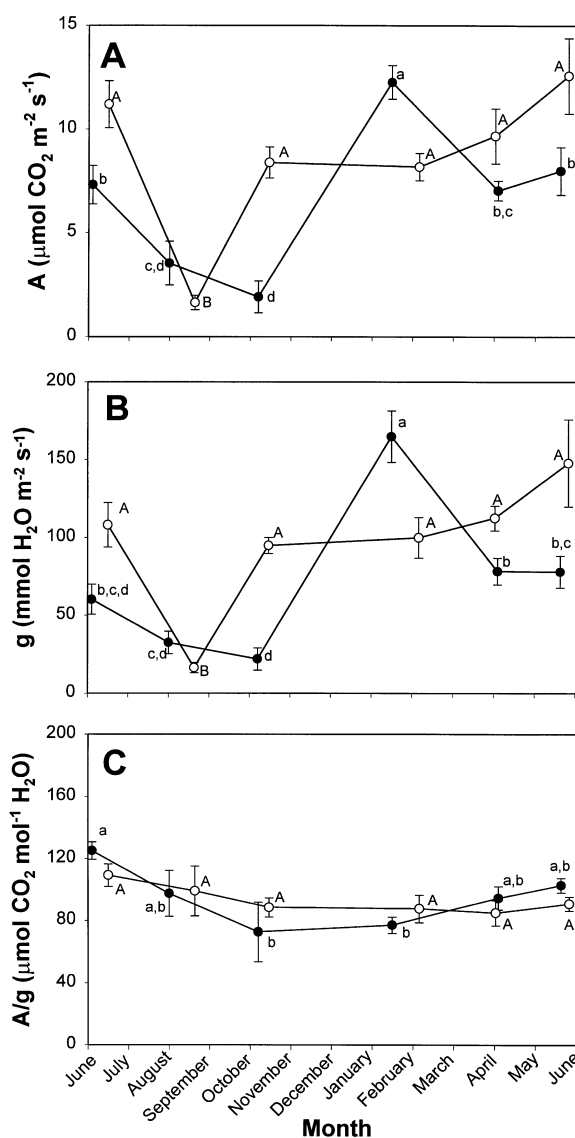 A
A (μmol CO₂ m⁻² s⁻¹)
15
10
5
0
A
b
c,d
B
A
d
a
A
A
b,c
A
b
B
g (mmol H₂O m⁻² s⁻¹)
200
150
100
50
0
A
b,c,d
c,d
B
A
d
a
A
A
b
A
b,c
C
A/g (μmol CO₂ mol⁻¹ H₂O)
200
160
120
80
40
0
a
A
a,b
A
A
b
b
A
a,b
A
a,b
A
June
July
August
September
October
November
December
January
February
March
April
May
June
Month